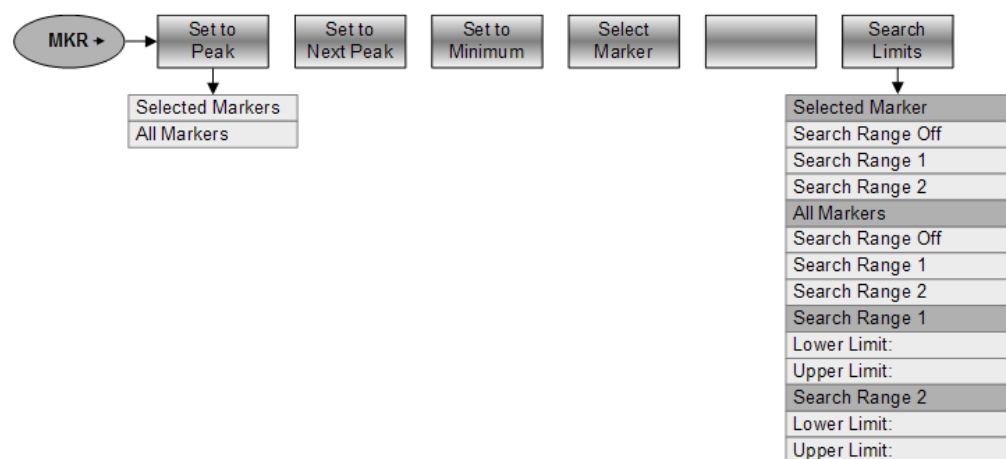 MKR →
Set to
Peak
Set to
Next Peak
Set to
Minimum
Select
Marker
Search
Limits
Selected Markers
All Markers
Selected Marker
Search Range Off
Search Range 1
Search Range 2
All Markers
Search Range Off
Search Range 1
Search Range 2
Search Range 1
Lower Limit:
Upper Limit:
Search Range 2
Lower Limit:
Upper Limit: